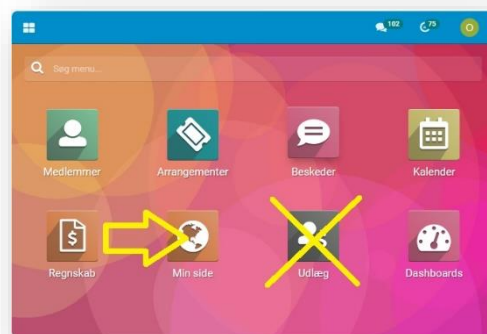 102
75
O
Søg menu...
Medlemmer
Arrangementer
Beskeder
Kalender
Regnskab
Min side
Udlæg
Dashboards